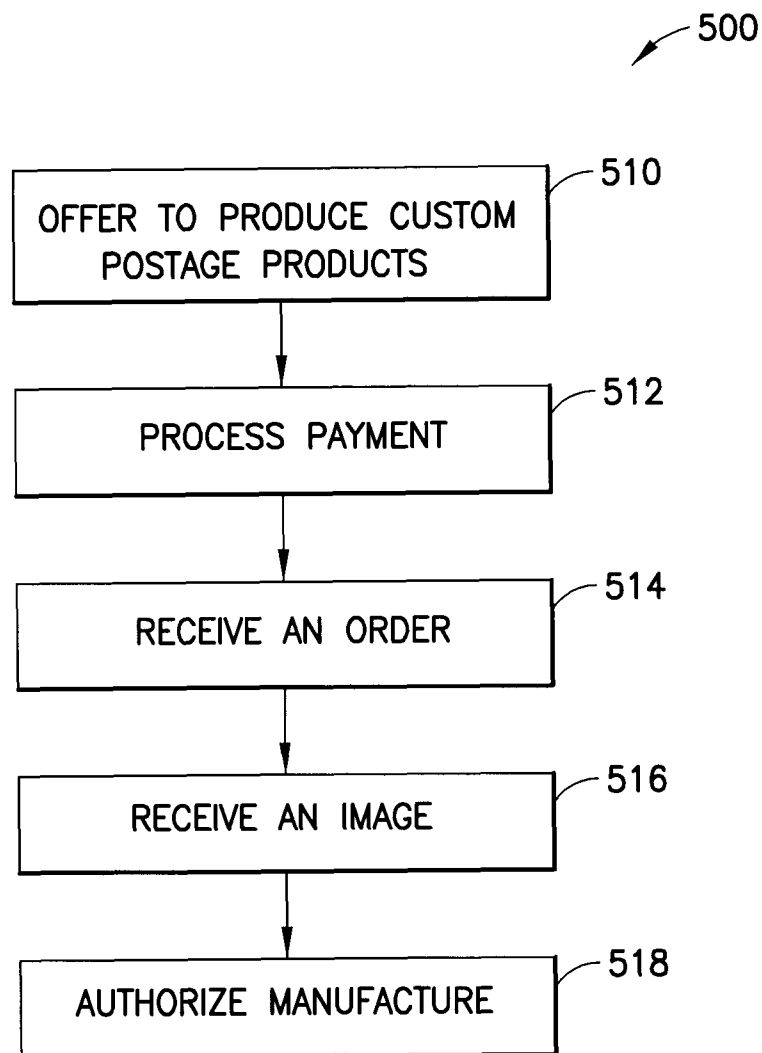 500
510
OFFER TO PRODUCE CUSTOM
POSTAGE PRODUCTS
512
PROCESS PAYMENT
514
RECEIVE AN ORDER
516
RECEIVE AN IMAGE
518
AUTHORIZE MANUFACTURE